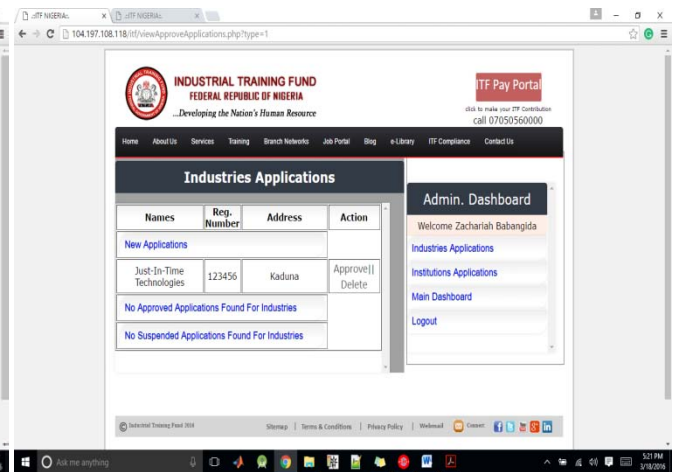 .::ITF NIGERIA:.
.::ITF NIGERIA:.
104.197.108.118/itf/viewApproveApplications.php?type=1
INDUSTRIAL TRAINING FUND
FEDERAL REPUBLIC OF NIGERIA
...Developing the Nation's Human Resource
ITF Pay Portal
click to make your ITF Contribution
call 07050560000
Home About Us Services Training Branch Networks Job Portal Blog e-Library ITF Compliance Contact Us
Industries Applications
Names Reg. Number Address Action
New Applications
Just-In-Time Technologies 123456 Kaduna Approve|| Delete
No Approved Applications Found For Industries
No Suspended Applications Found For Industries
Admin. Dashboard
Welcome Zachariah Babangida
Industries Applications
Institutions Applications
Main Dashboard
Logout
© Industrial Training Fund 2016
Sitemap | Terms & Conditions | Privacy Policy | Webmail Connect:
Ask me anything
5:21 PM
3/18/2016